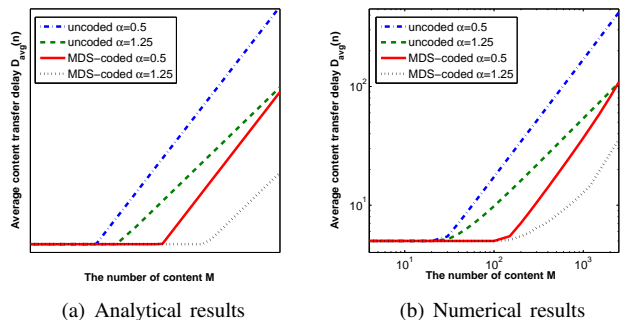 Average content transfer delay D_avg(n)
uncoded α=0.5
uncoded α=1.25
MDS−coded α=0.5
MDS−coded α=1.25
The number of content M
(a) Analytical results
Average content transfer delay D_avg(n)
uncoded α=0.5
uncoded α=1.25
MDS−coded α=0.5
MDS−coded α=1.25
10^2
10^1
10^1 10^2 10^3
The number of content M
(b) Numerical results